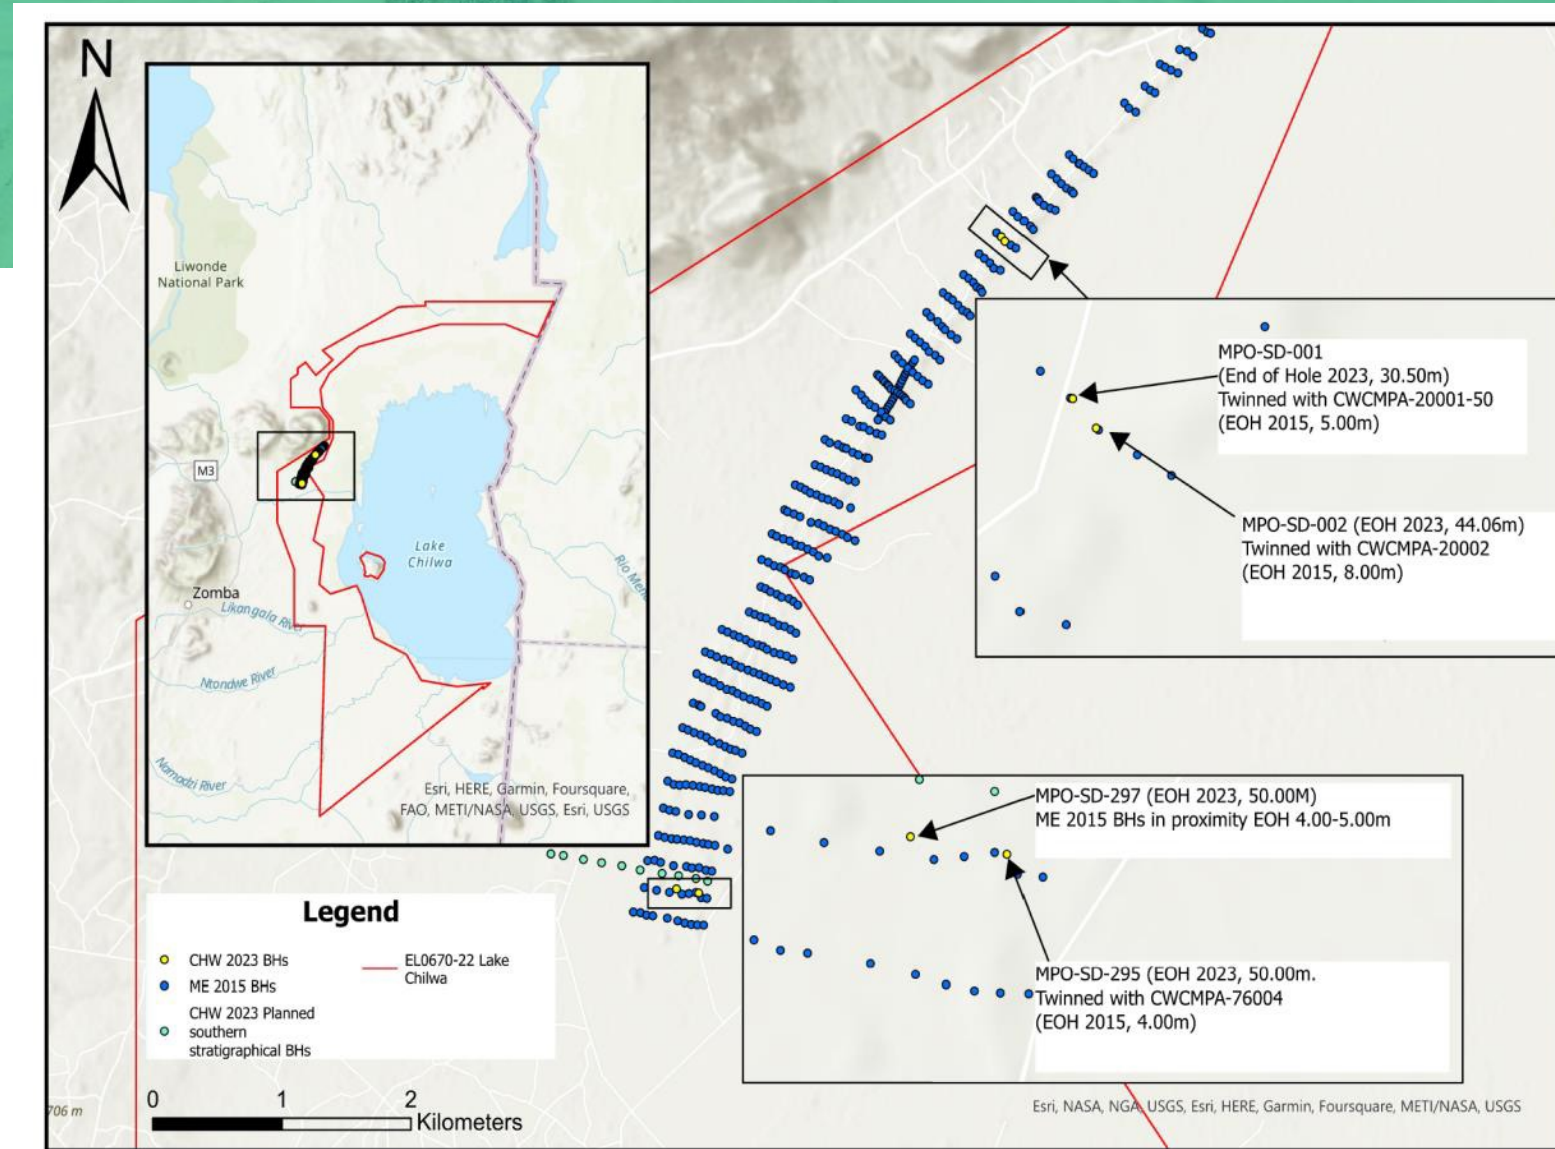 N
Liwonde
National Park
M3
Lake
Chilwa
Zomba
Likangala River
Ntondwe River
Namadzi River
Esri, HERE, Garmin, Foursquare,
FAO, METI/NASA, USGS, Esri, USGS
MPO-SD-001
(End of Hole 2023, 30.50m)
Twinned with CWCMPA-20001-50
(EOH 2015, 5.00m)
MPO-SD-002 (EOH 2023, 44.06m)
Twinned with CWCMPA-20002
(EOH 2015, 8.00m)
MPO-SD-297 (EOH 2023, 50.00M)
ME 2015 BHs in proximity EOH 4.00-5.00m
MPO-SD-295 (EOH 2023, 50.00m.
Twinned with CWCMPA-76004
(EOH 2015, 4.00m)
Legend
CHW 2023 BHs
ME 2015 BHs
CHW 2023 Planned
southern
stratigraphical BHs
EL0670-22 Lake
Chilwa
706 m
0 1 2
Kilometers
Esri, NASA, NGA, USGS, Esri, HERE, Garmin, Foursquare, METI/NASA, USGS